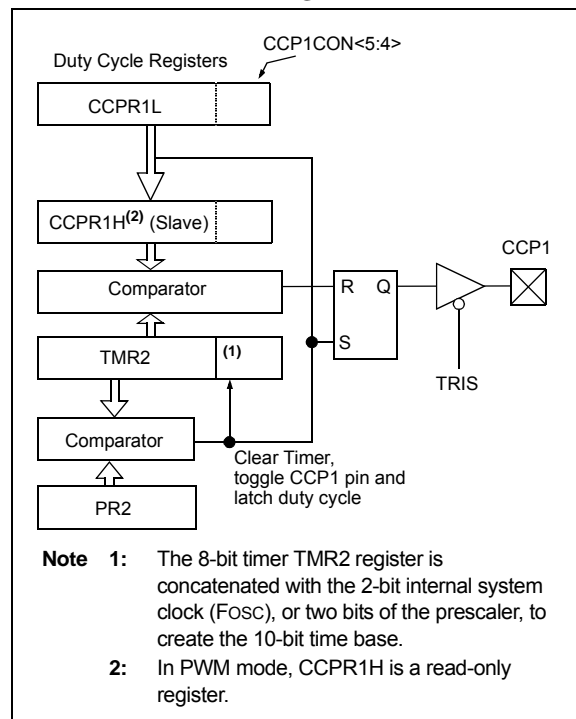 CCP1CON<5:4>
Duty Cycle Registers
CCPR1L
CCPR1H(2) (Slave)
CCP1
Comparator
R Q
S
TMR2
(1)
TRIS
Comparator
Clear Timer,
toggle CCP1 pin and
latch duty cycle
PR2
Note 1: The 8-bit timer TMR2 register is
concatenated with the 2-bit internal system
clock (FOSC), or two bits of the prescaler, to
create the 10-bit time base.
2: In PWM mode, CCPR1H is a read-only
register.